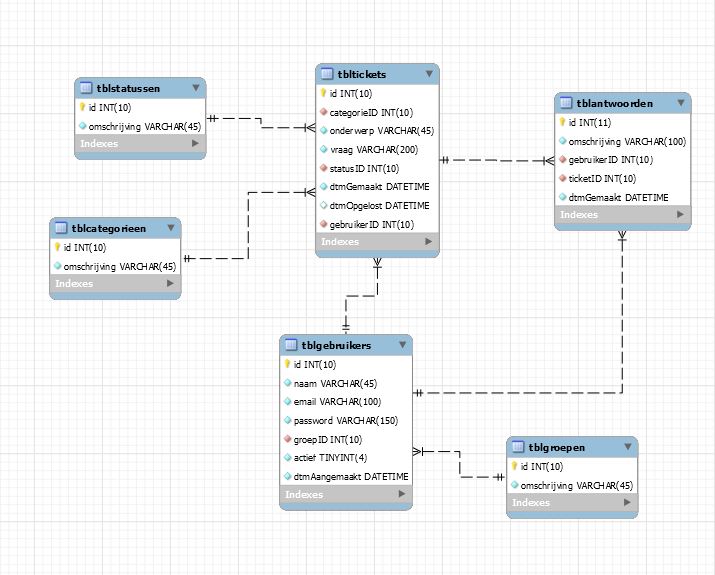 tblstatussen
id INT(10)
omschrijving VARCHAR(45)
Indexes
tbltickets
id INT(10)
categorieID INT(10)
onderwerp VARCHAR(45)
vraag VARCHAR(200)
statusID INT(10)
dtmGemaakt DATETIME
dtmOpgelost DATETIME
gebruikerID INT(10)
Indexes
tblantwoorden
id INT(11)
omschrijving VARCHAR(100)
gebruikerID INT(10)
ticketID INT(10)
dtmGemaakt DATETIME
Indexes
tblcategorieen
id INT(10)
omschrijving VARCHAR(45)
Indexes
tblgebruikers
id INT(10)
naam VARCHAR(45)
email VARCHAR(100)
password VARCHAR(150)
groepID INT(10)
actief TINYINT(4)
dtmAangemaakt DATETIME
Indexes
tblgroepen
id INT(10)
omschrijving VARCHAR(45)
Indexes